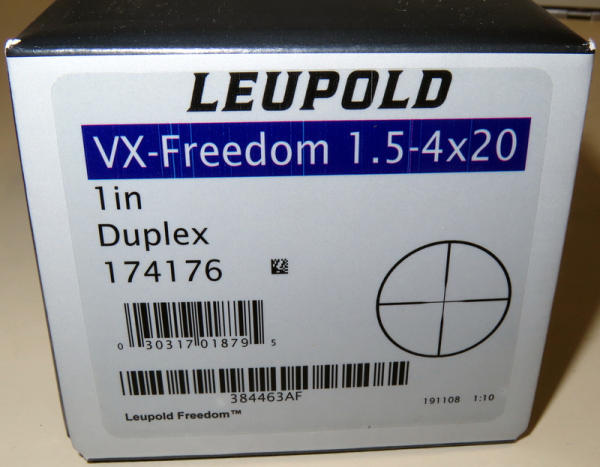 LEUPOLD
VX-Freedom 1.5-4x20
1in
Duplex
174176
0 30317 01879 5
384463AF
Leupold Freedom™
191108 1:10